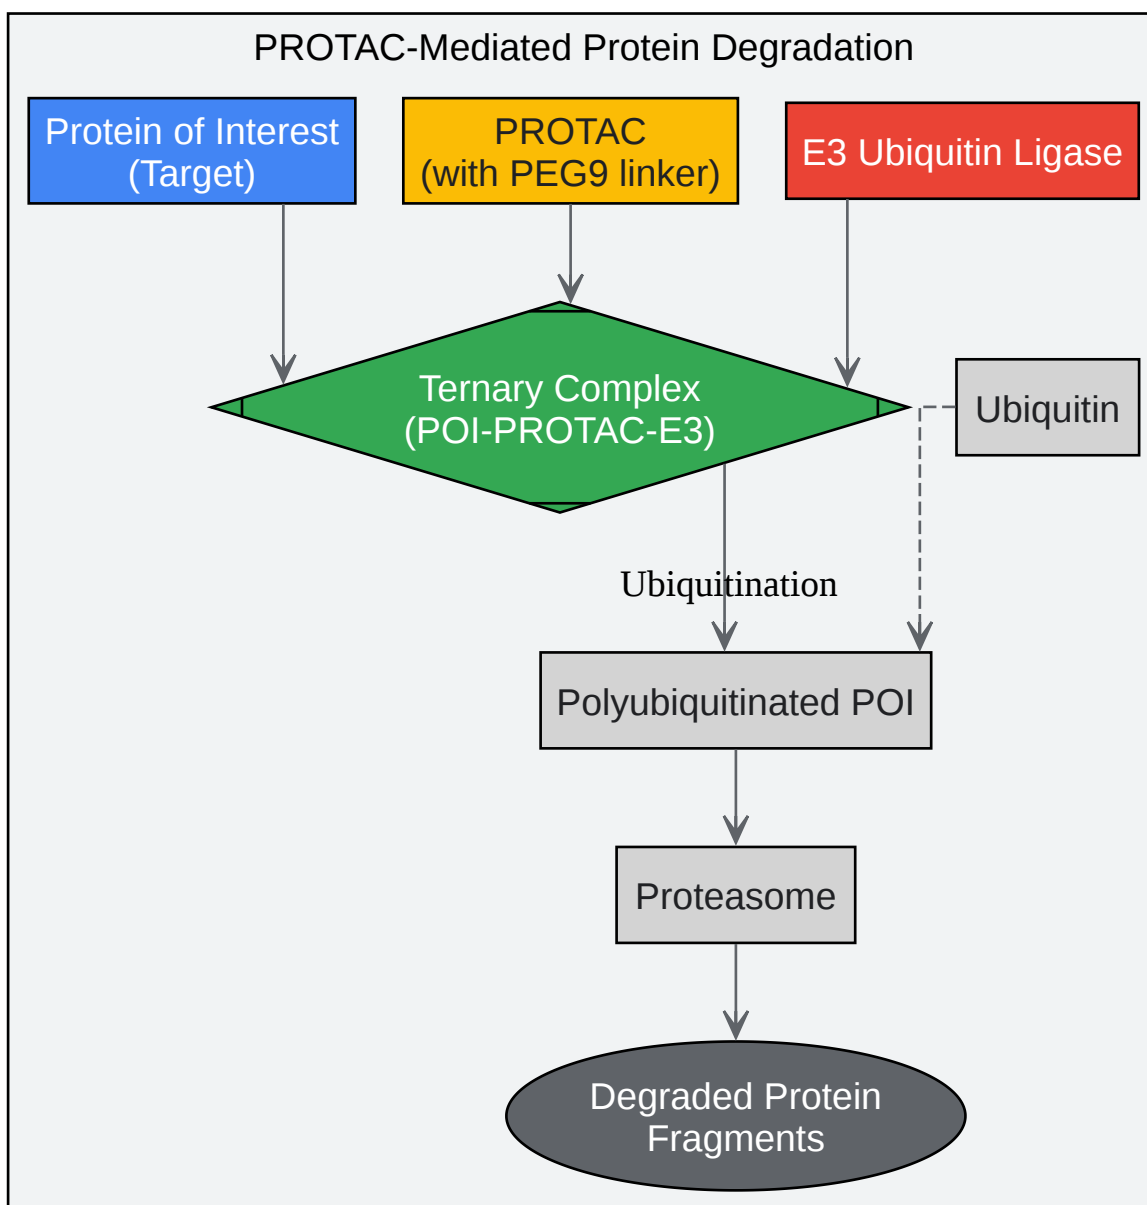 PROTAC-Mediated Protein Degradation
Protein of Interest
(Target)
PROTAC
(with PEG9 linker)
E3 Ubiquitin Ligase
Ternary Complex
(POI-PROTAC-E3)
Ubiquitin
Ubiquitination
Polyubiquitinated POI
Proteasome
Degraded Protein
Fragments